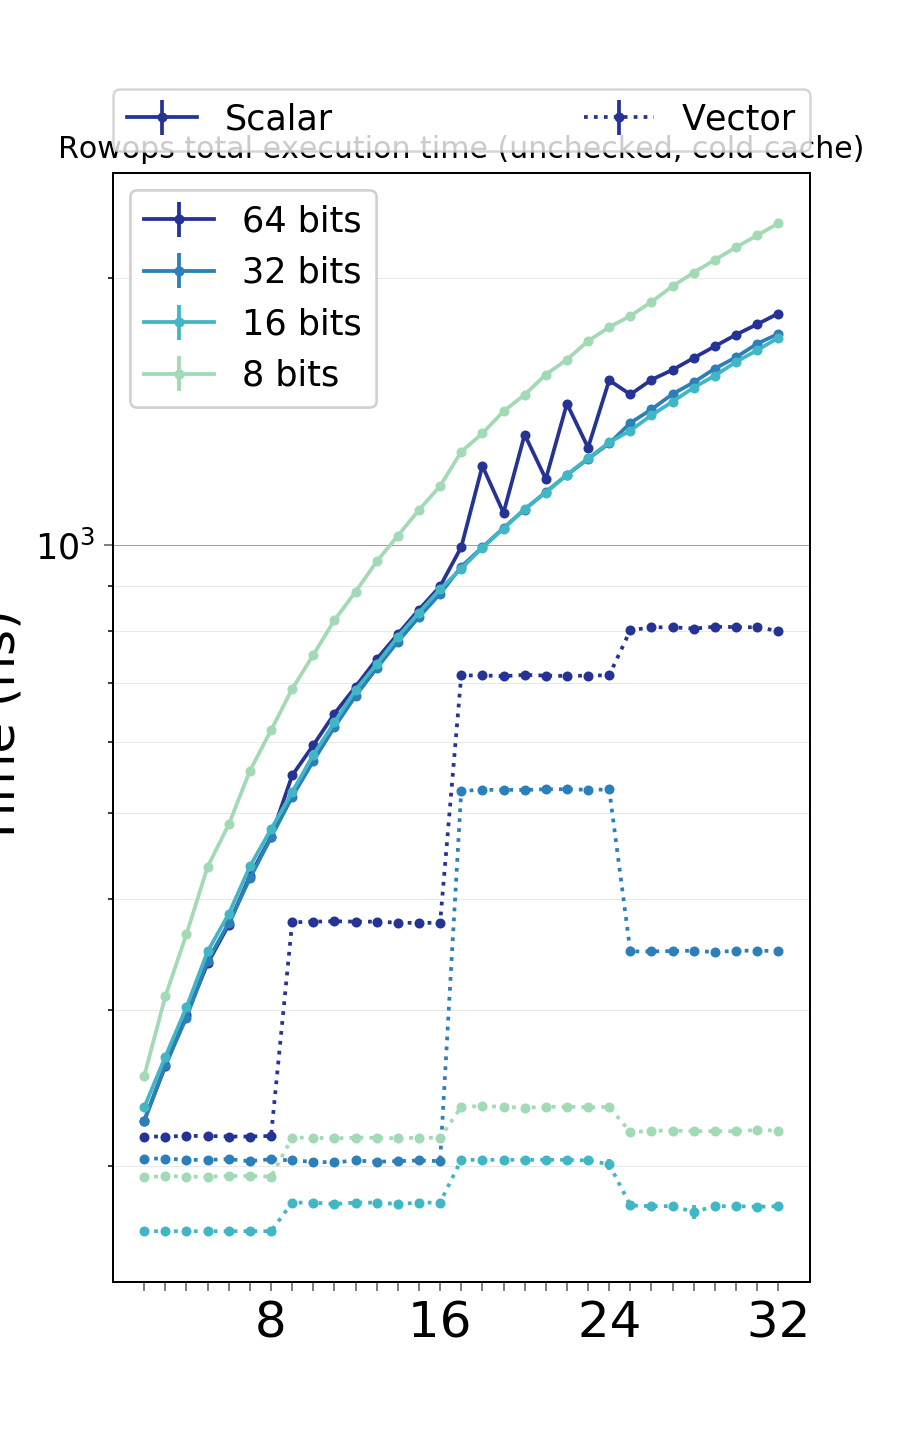 Scalar Vector
Rowops total execution time (unchecked, cold cache)
64 bits
32 bits
16 bits
8 bits
10³
Time (ns)
8 16 24 32